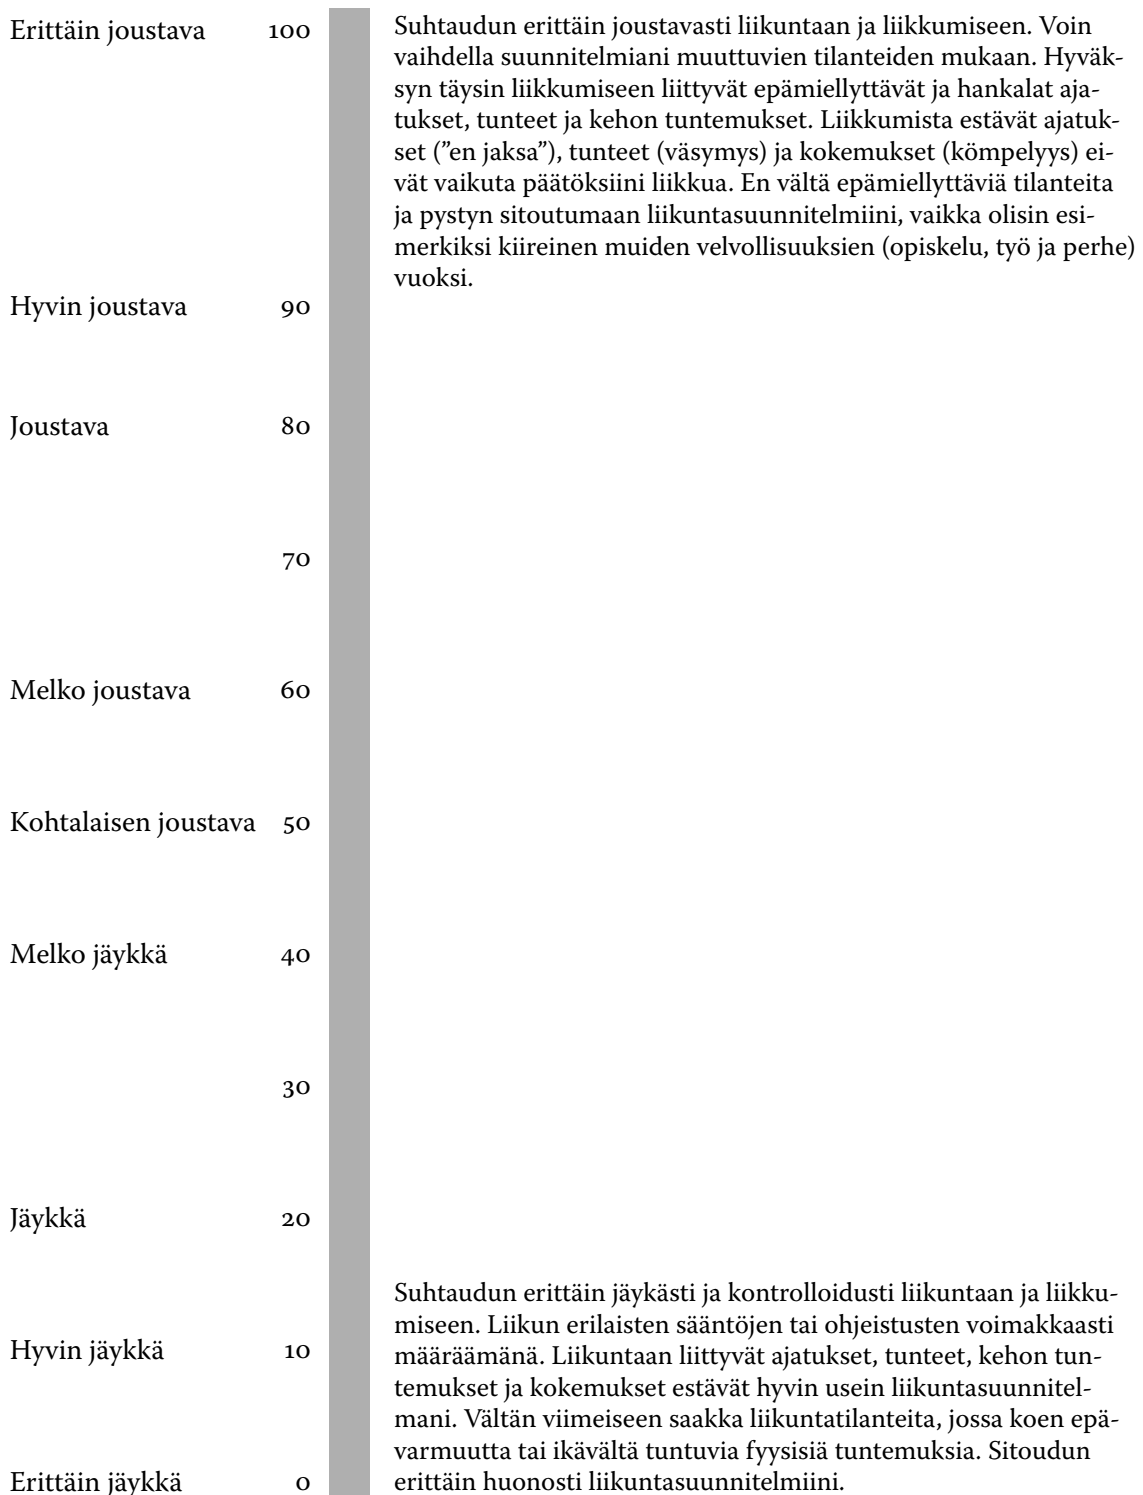 Erittäin joustava 100
Suhtaudun erittäin joustavasti liikuntaan ja liikkumiseen. Voin
vaihdella suunnitelmiani muuttuvien tilanteiden mukaan. Hyväk-
syn täysin liikkumiseen liittyvät epämiellyttävät ja hankalat aja-
tukset, tunteet ja kehon tuntemukset. Liikkumista estävät ajatuk-
set (”en jaksa”), tunteet (väsymys) ja kokemukset (kömpelyys) ei-
vät vaikuta päätöksiini liikkua. En vältä epämiellyttäviä tilanteita
ja pystyn sitoutumaan liikuntasuunnitelmiini, vaikka olisin esi-
merkiksi kiireinen muiden velvollisuuksien (opiskelu, työ ja perhe)
vuoksi.
Hyvin joustava 90
Joustava 80
70
Melko joustava 60
Kohtalaisen joustava 50
Melko jäykkä 40
30
Jäykkä 20
Suhtaudun erittäin jäykästi ja kontrolloidusti liikuntaan ja liikku-
miseen. Liikun erilaisten sääntöjen tai ohjeistusten voimakkaasti
Hyvin jäykkä 10
määräämänä. Liikuntaan liittyvät ajatukset, tunteet, kehon tun-
temukset ja kokemukset estävät hyvin usein liikuntasuunnitel-
mani. Vältän viimeiseen saakka liikuntatilanteita, jossa koen epä-
varmuutta tai ikävältä tuntuvia fyysisiä tuntemuksia. Sitoudun
Erittäin jäykkä 0
erittäin huonosti liikuntasuunnitelmiini.